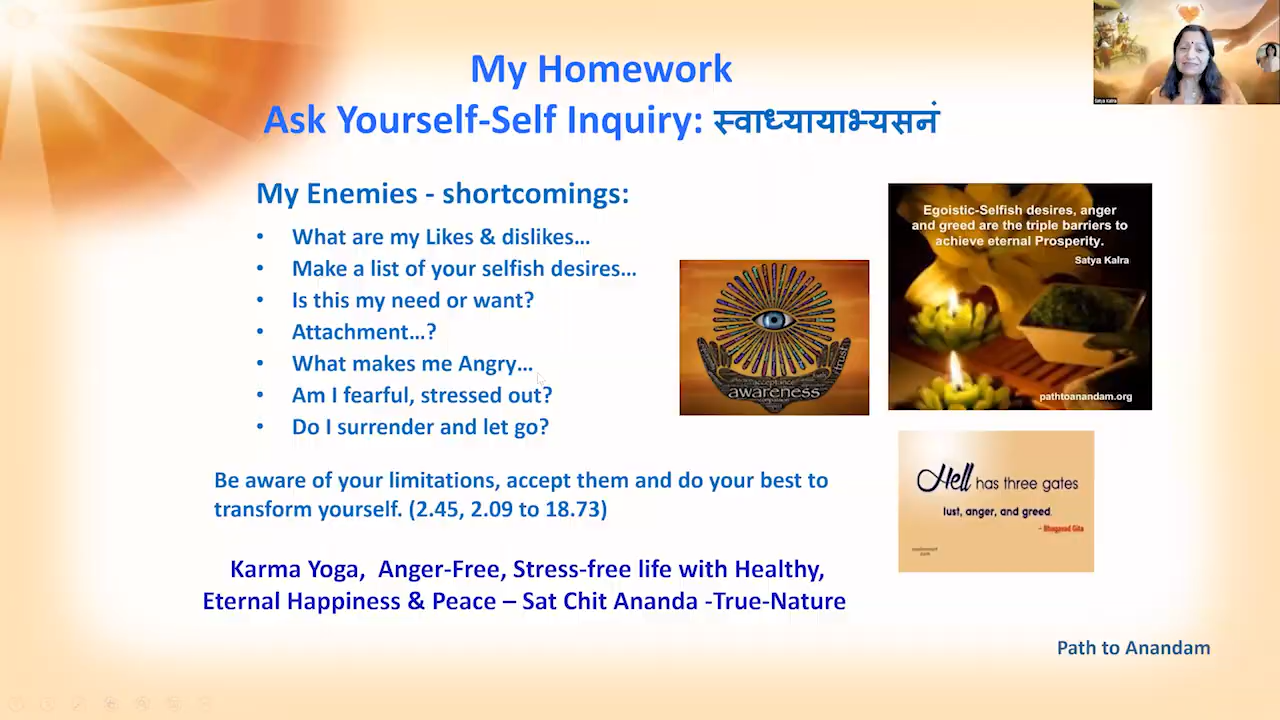 My Homework
Ask Yourself-Self Inquiry: स्वाध्यायाभ्यसनं
My Enemies - shortcomings:
• What are my Likes & dislikes...
• Make a list of your selfish desires...
• Is this my need or want?
• Attachment...?
• What makes me Angry...
• Am I fearful, stressed out?
• Do I surrender and let go?
acceptance
awareness
trust
Egoistic-Selfish desires, anger
and greed are the triple barriers to
achieve eternal Prosperity.
Satya Kalra
pathtoanandam.org
Hell has three gates
lust, anger, and greed.
- Bhagavad Gita
Be aware of your limitations, accept them and do your best to
transform yourself. (2.45, 2.09 to 18.73)
Karma Yoga, Anger-Free, Stress-free life with Healthy,
Eternal Happiness & Peace – Sat Chit Ananda -True-Nature
Path to Anandam
Satya Kalra